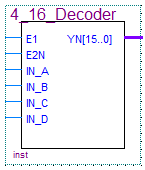 4_16_Decoder
E1 YN[15..0]
E2N
IN_A
IN_B
IN_C
IN_D
inst